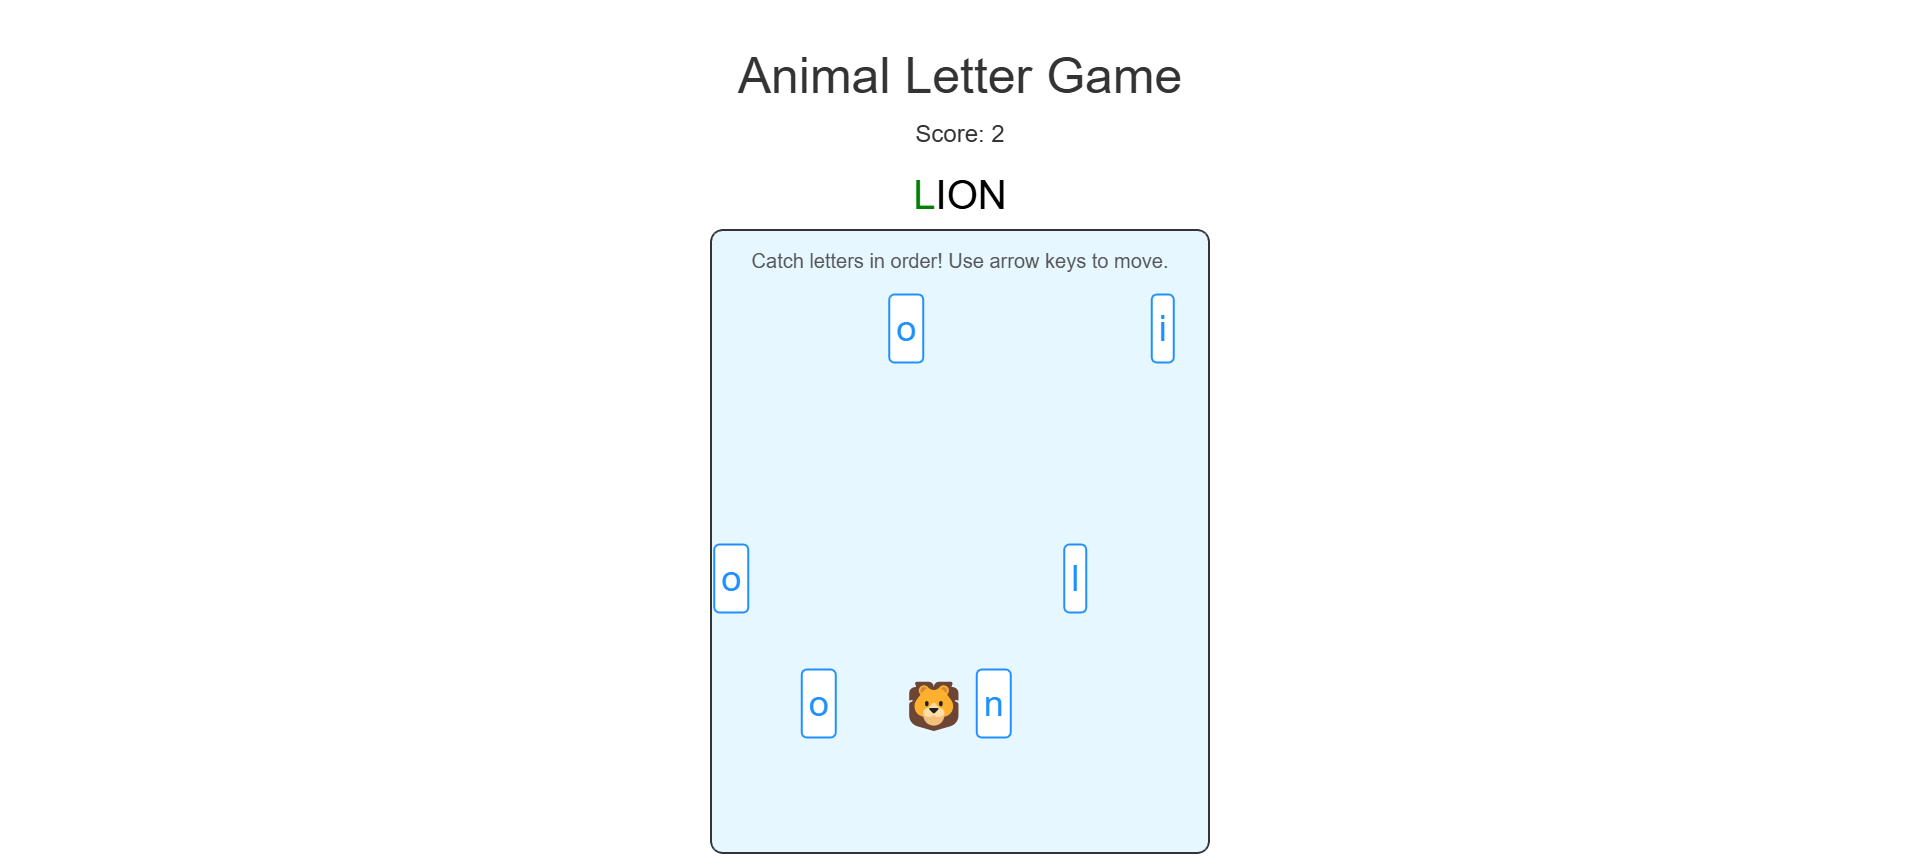 Animal Letter Game
Score: 2
LION
Catch letters in order! Use arrow keys to move.
o i
o l
o n